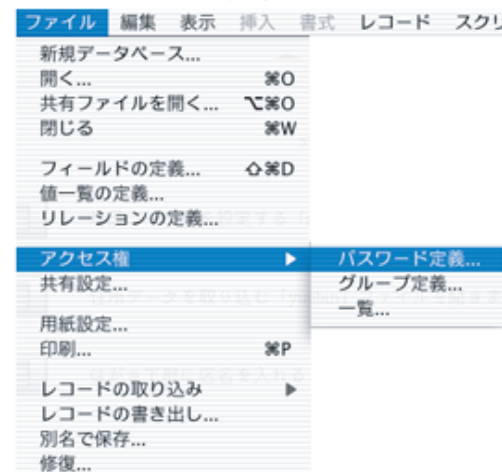 ファイル 編集 表示 挿入 書式 レコード スクリ
新規データベース...
開く... ⌘O
共有ファイルを開く... ⌥⌘O
閉じる ⌘W
フィールドの定義... ⇧⌘D
値一覧の定義...
リレーションの定義...
アクセス権 ▶ パスワード定義...
共有設定... グループ定義...
一覧...
用紙設定...
印刷... ⌘P
レコードの取り込み ▶
レコードの書き出し...
別名で保存...
修復...